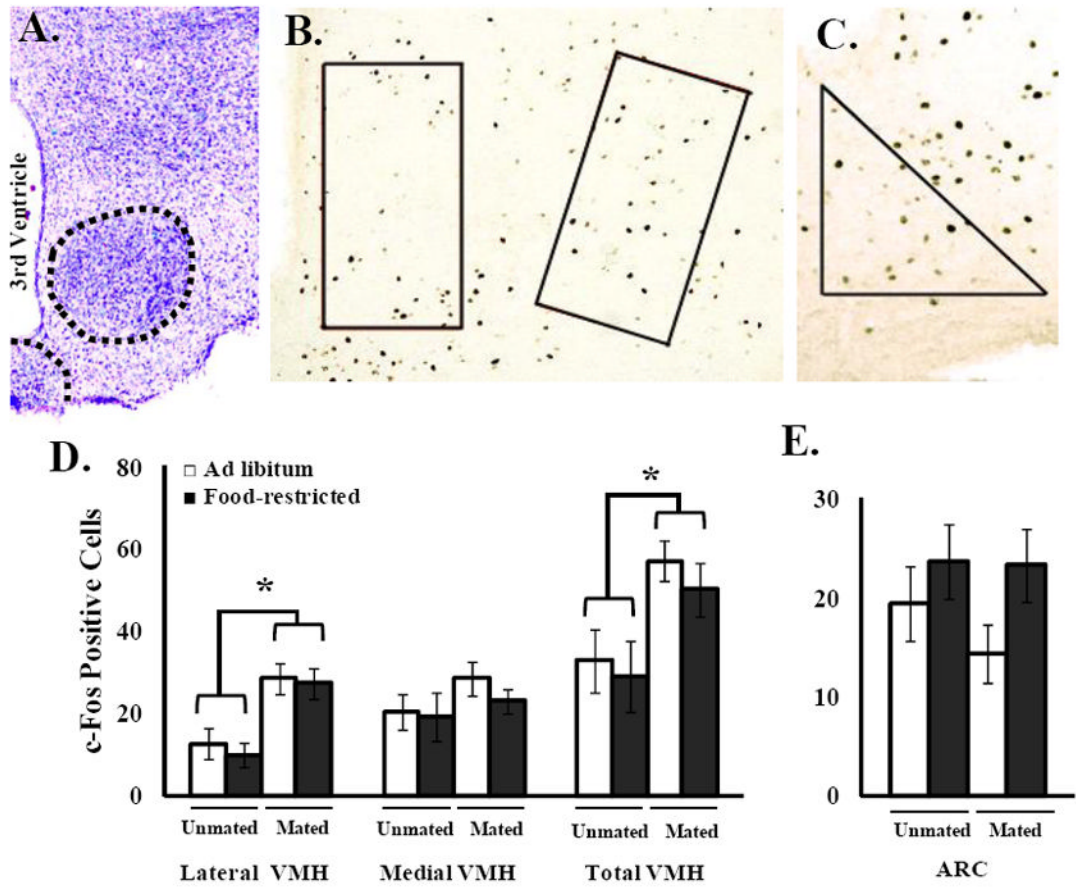 A.
B.
C.
3rd Ventricle
D.
E.
c-Fos Positive Cells
80
60
40
20
0
Ad libitum
Food-restricted
*
*
Unmated Mated Unmated Mated Unmated Mated
Lateral VMH Medial VMH Total VMH
30
20
10
0
Unmated Mated
ARC